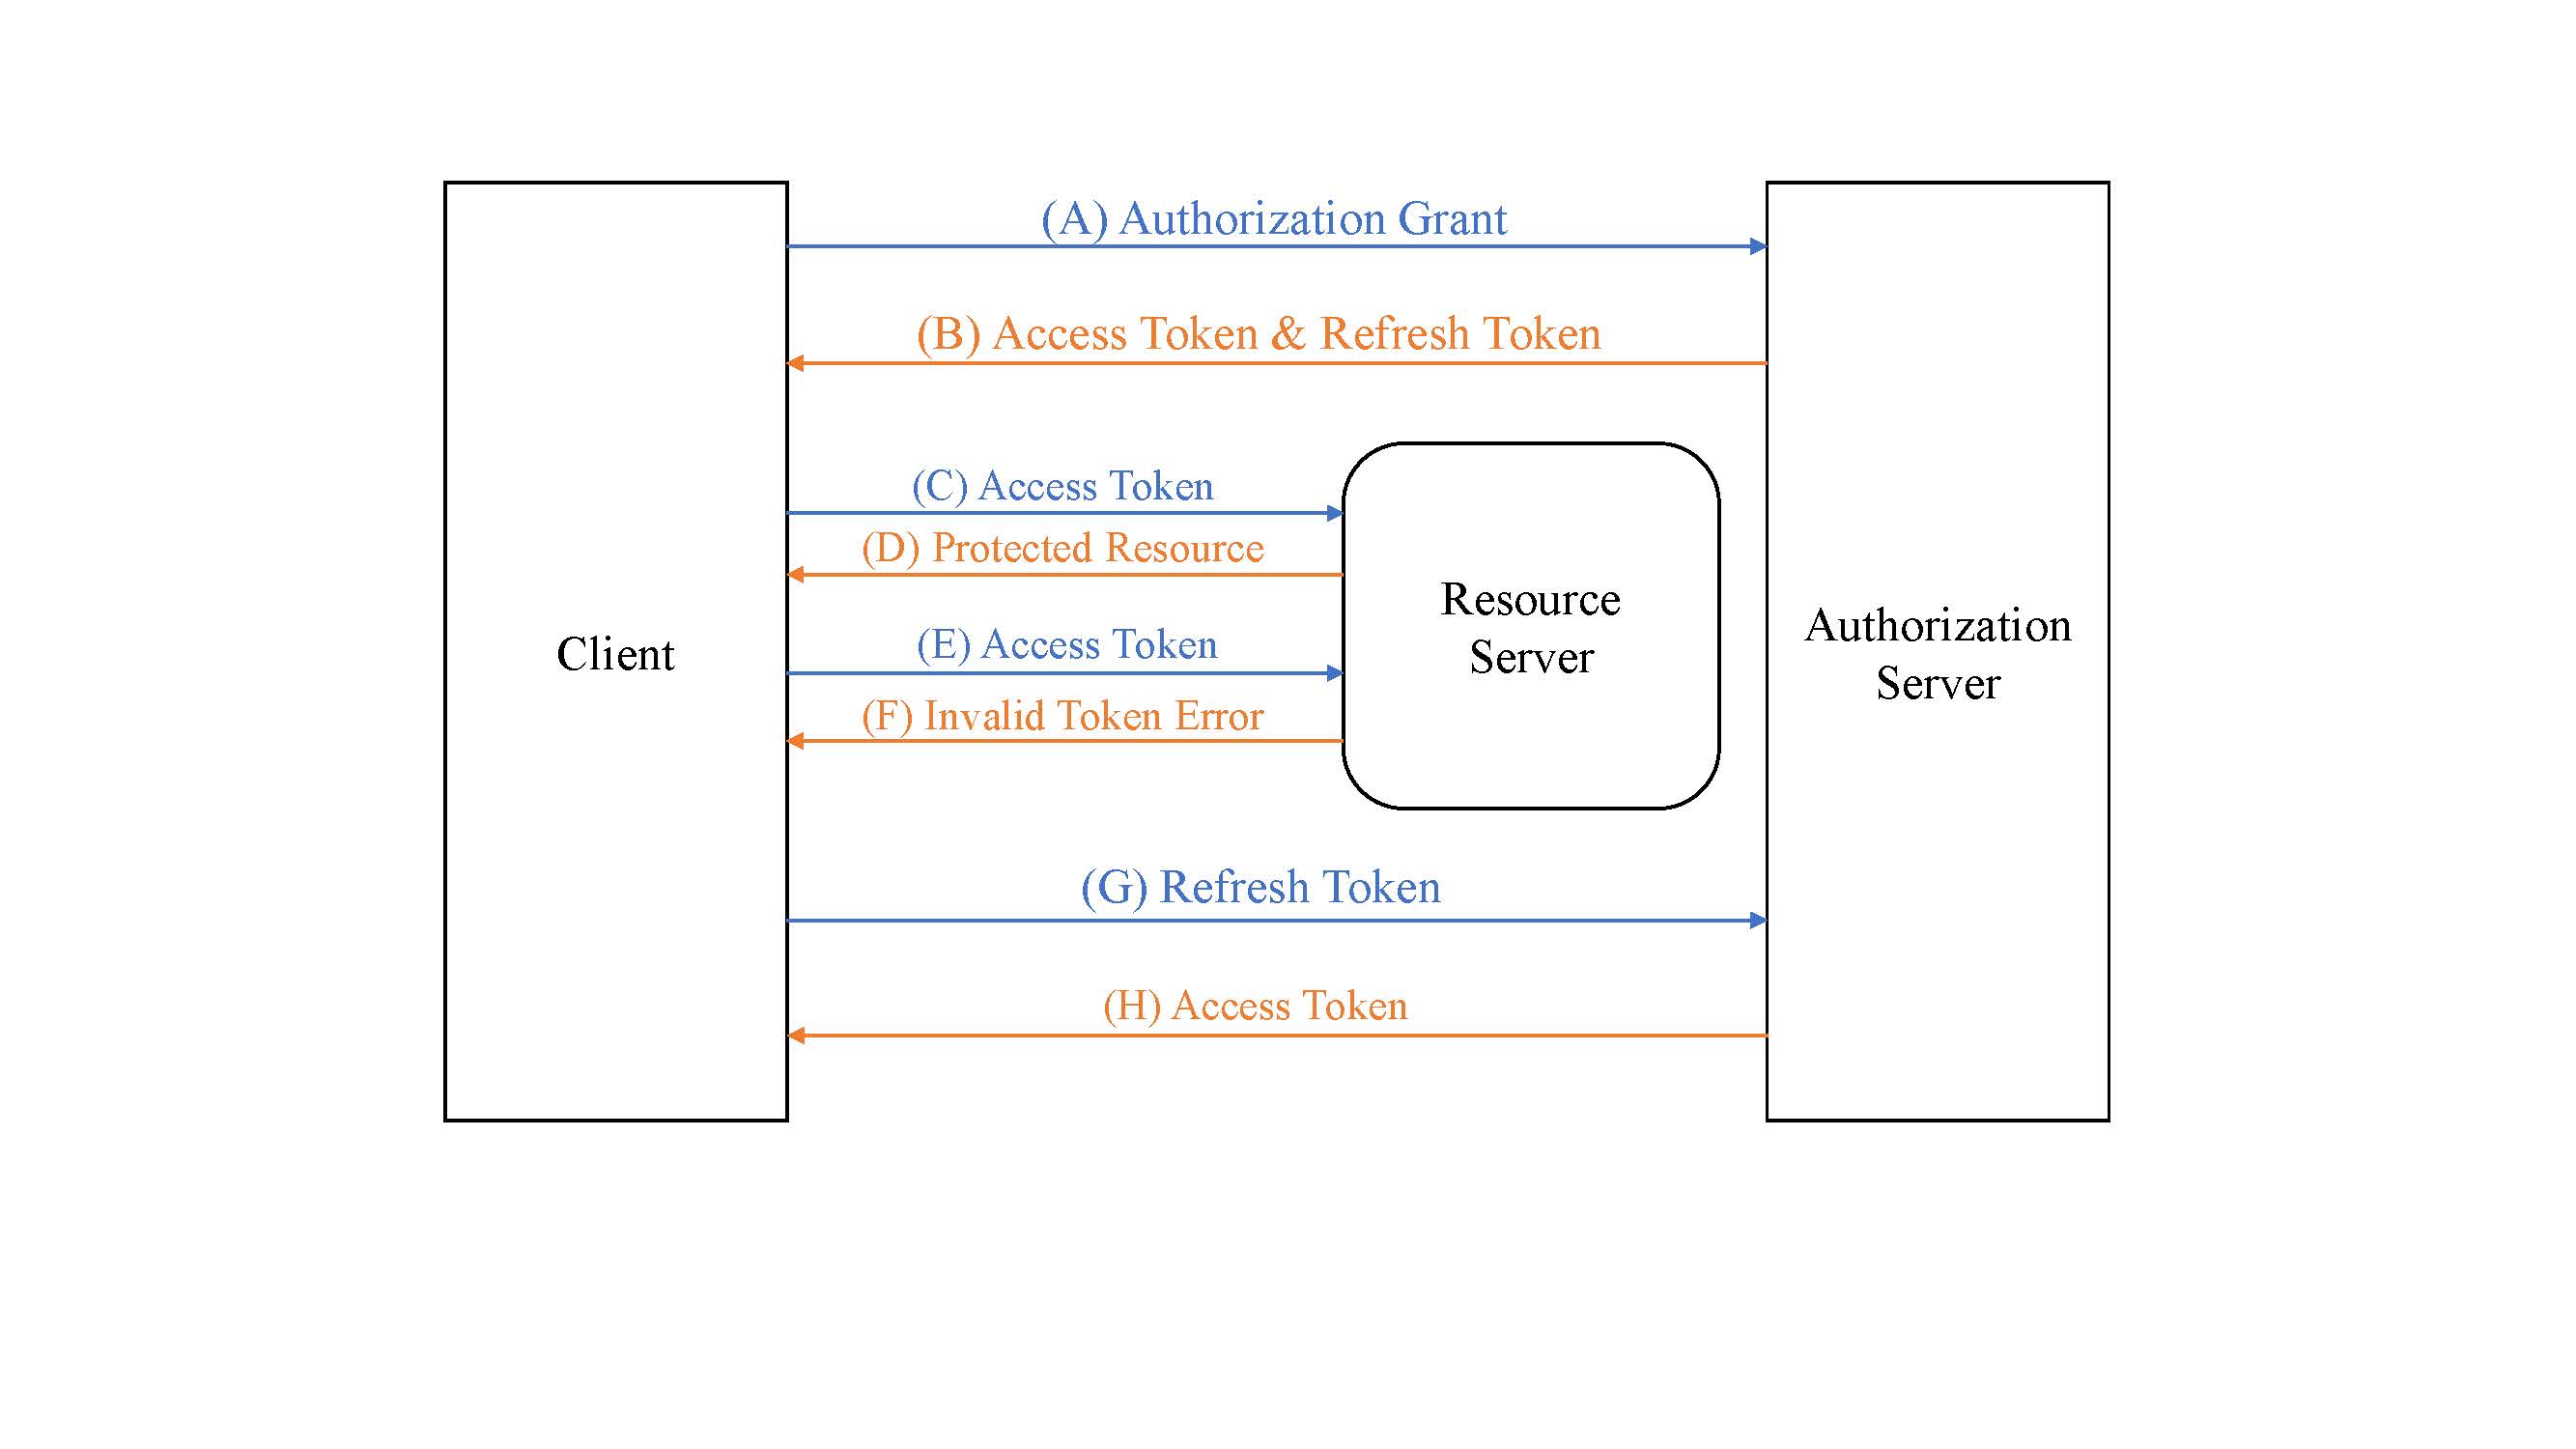 (A) Authorization Grant
(B) Access Token & Refresh Token
(C) Access Token
(D) Protected Resource
(E) Access Token
(F) Invalid Token Error
Client
Resource
Server
Authorization
Server
(G) Refresh Token
(H) Access Token